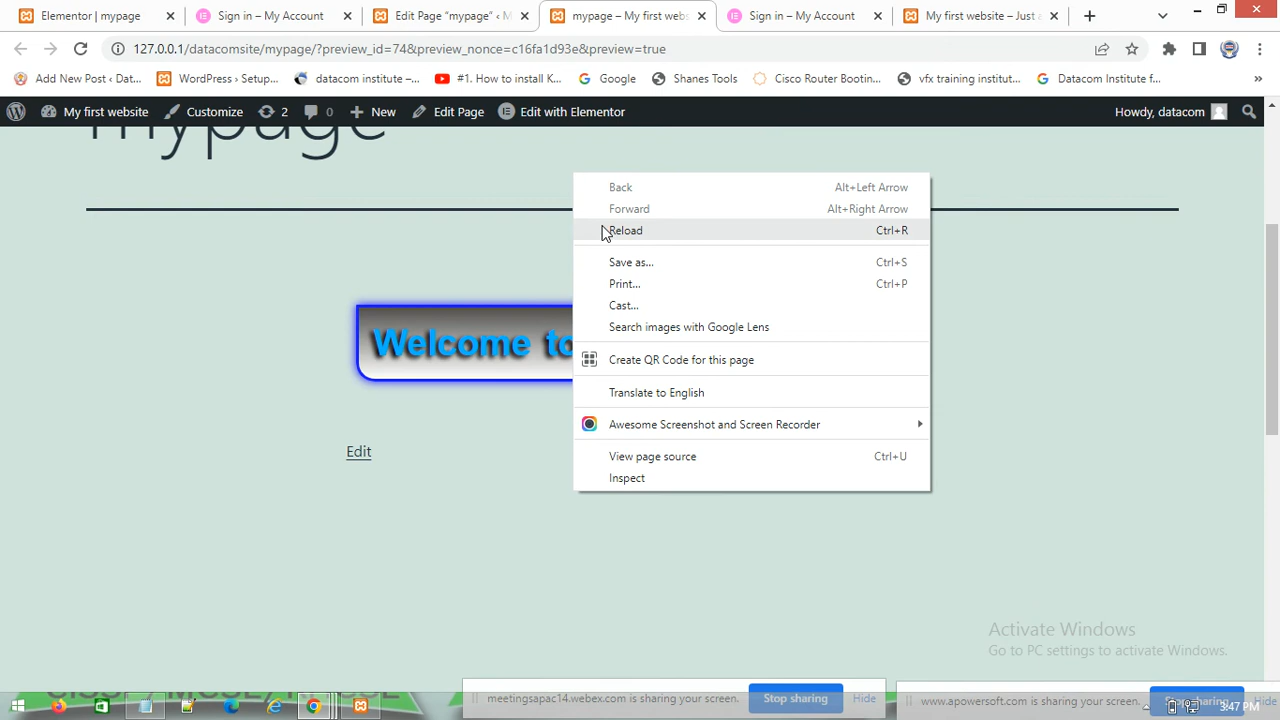 Elementor | mypage
Sign in – My Account
Edit Page "mypage" ‹ M
mypage – My first webs
Sign in – My Account
My first website – Just a
127.0.0.1/datacomsite/mypage/?preview_id=74&preview_nonce=c16fa1d93e&preview=true
Add New Post ‹ Dat...
WordPress › Setup...
datacom institute –...
#1. How to install K...
Google
Shanes Tools
Cisco Router Bootin...
vfx training institut...
Datacom Institute f...
»
My first website
Customize
2
0
New
Edit Page
Edit with Elementor
Howdy, datacom
mypage
Back Alt+Left Arrow
Forward Alt+Right Arrow
Reload Ctrl+R
Save as... Ctrl+S
Print... Ctrl+P
Cast...
Search images with Google Lens
Create QR Code for this page
Translate to English
Awesome Screenshot and Screen Recorder
View page source Ctrl+U
Inspect
Welcome to
Edit
Activate Windows
Go to PC settings to activate Windows.
meetingsapac14.webex.com is sharing your screen.
Stop sharing
Hide
www.apowersoft.com is sharing your screen.
Stop sharing
Hide
3:47 PM